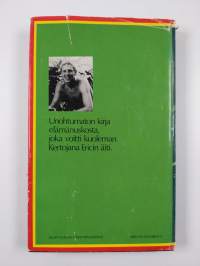 Unohtumaton kirja
elämänuskosta,
joka voitti kuoleman
Kertojana Ericin äiti.